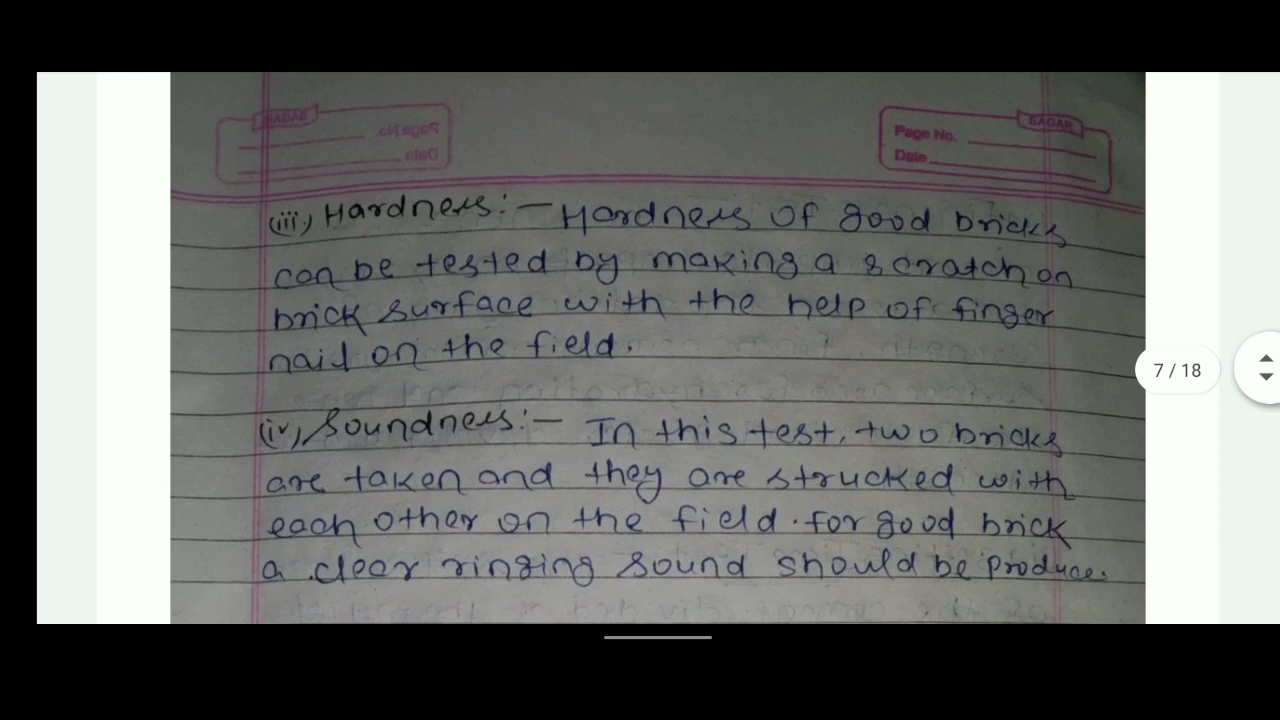 BADAR
Page No.
Date
(iii) Hardness:- Hardness of good bricks
can be tested by making a scratch on
brick surface with the help of finger
nail on the field.
(iv) Soundness:- In this test, two bricks
are taken and they are strucked with
each other on the field. for good brick
a clear ringing sound should be produce.
7 / 18